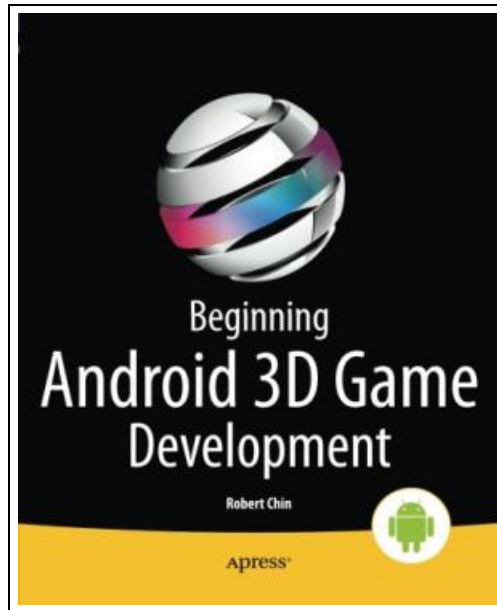 Beginning
Android 3D Game
Development
Robert Chin
Apress®